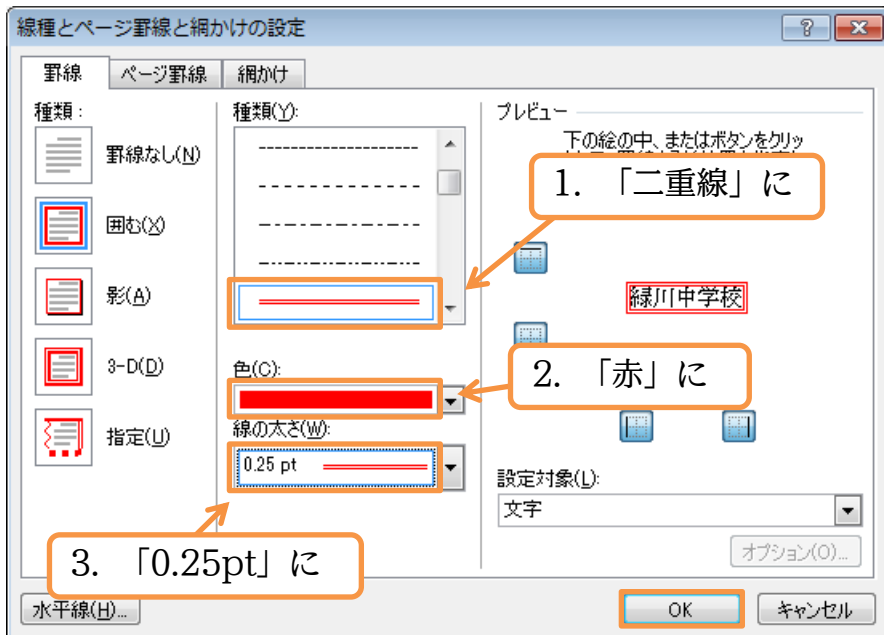 線種とページ罫線と網かけの設定
罫線 ページ罫線 網かけ
種類:
罫線なし(N)
囲む(X)
影(A)
3-D(D)
指定(U)
種類(Y):
色(C):
線の太さ(W):
0.25 pt
プレビュー
下の絵の中、またはボタンをクリッ
1. 「二重線」に
緑川中学校
2. 「赤」に
設定対象(L):
文字
オプション(O)...
3. 「0.25pt」に
水平線(H)...
OK
キャンセル